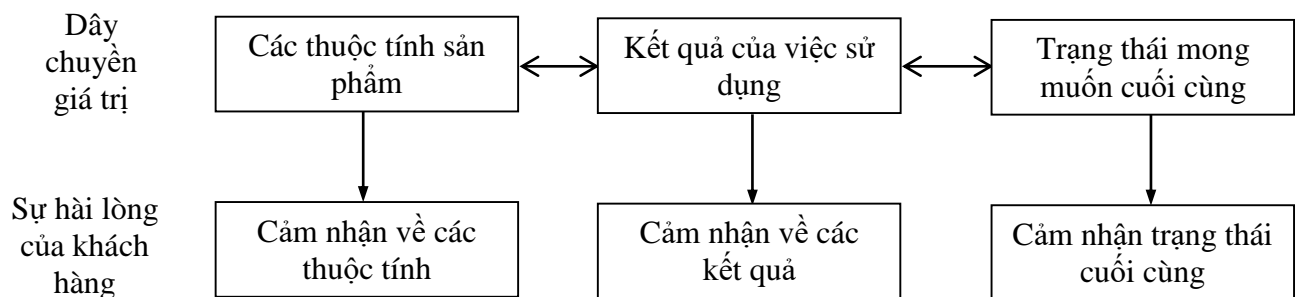 Dây
chuyền
giá trị
Các thuộc tính sản
phẩm
Kết quả của việc sử
dụng
Trạng thái mong
muốn cuối cùng
Sự hài lòng
của khách
hàng
Cảm nhận về các
thuộc tính
Cảm nhận về các
kết quả
Cảm nhận trạng thái
cuối cùng